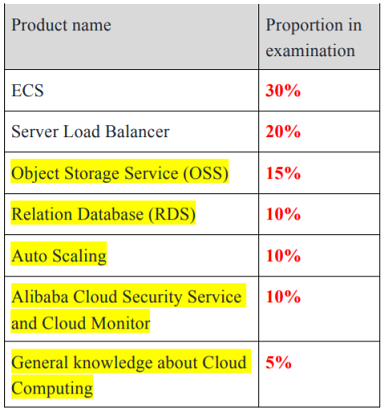 Product name
Proportion in
examination
ECS
30%
Server Load Balancer
20%
Object Storage Service (OSS)
15%
Relation Database (RDS)
10%
Auto Scaling
10%
Alibaba Cloud Security Service
and Cloud Monitor
10%
General knowledge about Cloud
Computing
5%